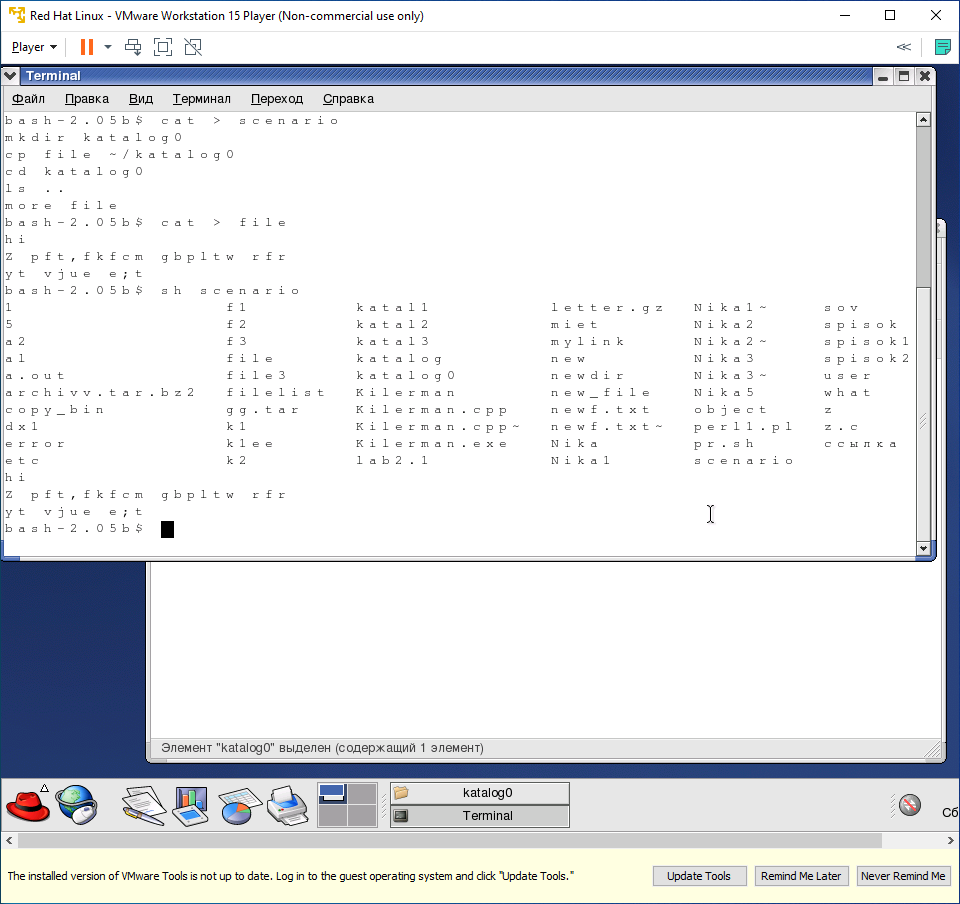 Red Hat Linux - VMware Workstation 15 Player (Non-commercial use only)
Player
Terminal
Файл Правка Вид Терминал Переход Справка
bash-2.05b$ cat > scenario
mkdir katalog0
cp file ~/katalog0
cd katalog0
ls ..
more file
bash-2.05b$ cat > file
hi
Z pft,fkfcm gbpltw rfr
yt vjue e;t
bash-2.05b$ sh scenario
1 f1 katal1 letter.gz Nika1~ sov
5 f2 katal2 miet Nika2 spisok
a2 f3 katal3 mylink Nika2~ spisok1
al file katalog new Nika3 spisok2
a.out file3 katalog0 newdir Nika3~ user
archivv.tar.bz2 filelist Kilerman new_file Nika5 what
copy_bin gg.tar Kilerman.cpp newf.txt object z
dx1 k1 Kilerman.cpp~ newf.txt~ perl1.pl z.c
error k1ee Kilerman.exe Nika pr.sh ссылка
etc k2 lab2.1 Nika1 scenario
hi
Z pft,fkfcm gbpltw rfr
yt vjue e;t
bash-2.05b$
Элемент "katalog0" выделен (содержащий 1 элемент)
katalog0
Terminal
Сб
The installed version of VMware Tools is not up to date. Log in to the guest operating system and click "Update Tools."
Update Tools Remind Me Later Never Remind Me